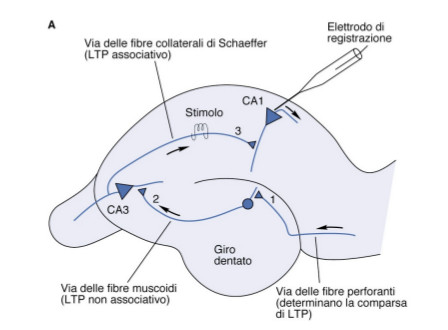 A
Elettrodo di
registrazione
Via delle fibre collaterali di Schaeffer
(LTP associativo)
CA1
Stimolo
3
CA3
2
1
Giro
dentato
Via delle fibre muscoidi
(LTP non associativo)
Via delle fibre perforanti
(determinano la comparsa
di LTP)